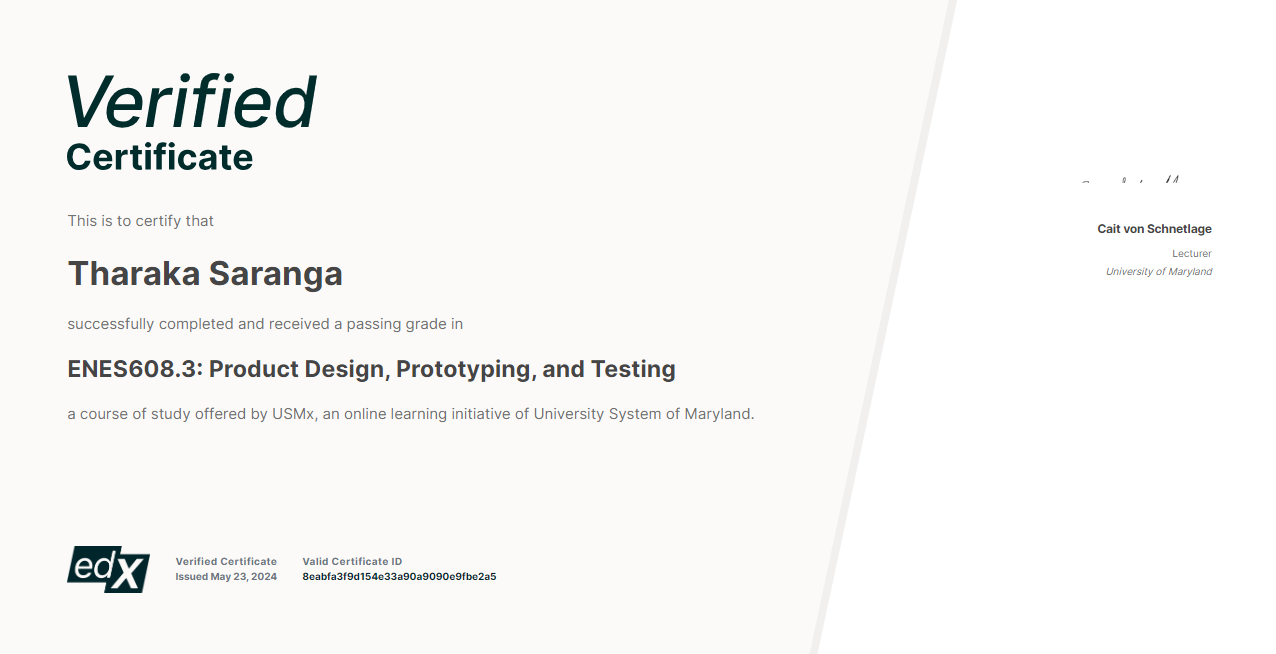 Verified
Certificate
This is to certify that
Tharaka Saranga
successfully completed and received a passing grade in
ENES608.3: Product Design, Prototyping, and Testing
a course of study offered by USMx, an online learning initiative of University System of Maryland.
Cait von Schnetlage
Lecturer
University of Maryland
edX
Verified Certificate
Issued May 23, 2024
Valid Certificate ID
8eabfa3f9d154e33a90a9090e9fbe2a5